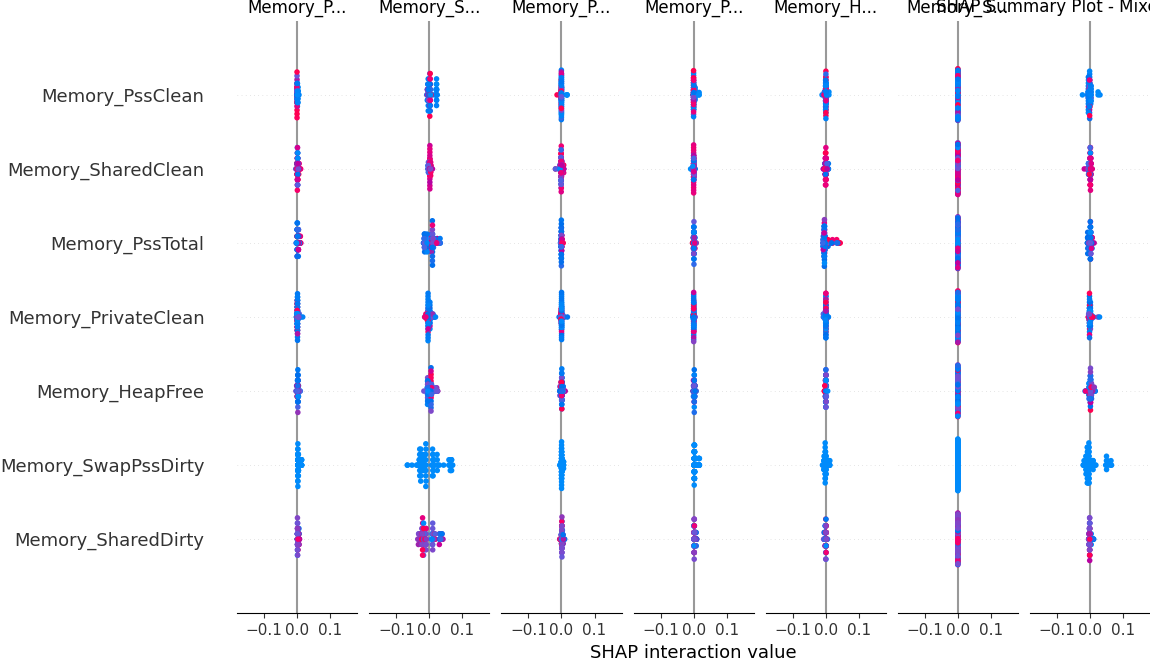 Memory_P...
Memory_S...
Memory_P...
Memory_P...
Memory_H...
Memory_S...
SHAP Summary Plot - Mixe
Memory_PssClean
Memory_SharedClean
Memory_PssTotal
Memory_PrivateClean
Memory_HeapFree
Memory_SwapPssDirty
Memory_SharedDirty
−0.1 0.0 0.1
−0.1 0.0 0.1
−0.1 0.0 0.1
−0.1 0.0 0.1
−0.1 0.0 0.1
−0.1 0.0 0.1
−0.1 0.0 0.1
SHAP interaction value